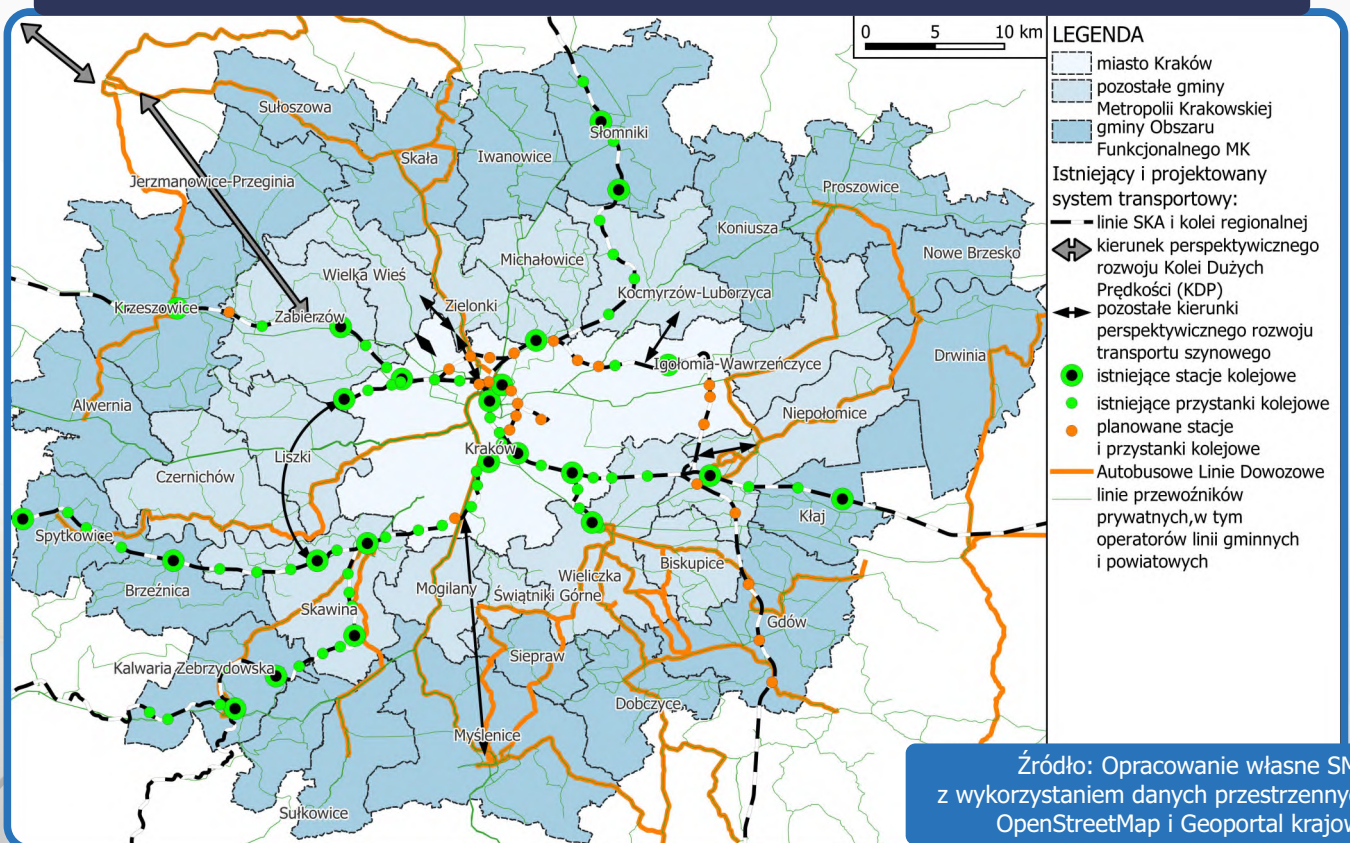 0 5 10 km
LEGENDA
miasto Kraków
pozostałe gminy
Metropolii Krakowskiej
gminy Obszaru
Funkcjonalnego MK
Istniejący i projektowany
system transportowy:
linie SKA i kolei regionalnej
kierunek perspektywicznego
rozwoju Kolei Dużych
Prędkości (KDP)
pozostałe kierunki
perspektywicznego rozwoju
transportu szynowego
istniejące stacje kolejowe
istniejące przystanki kolejowe
planowane stacje
i przystanki kolejowe
Autobusowe Linie Dowozowe
linie przewoźników
prywatnych,w tym
operatorów linii gminnych
i powiatowych
Sułoszowa
Słomniki
Skała
Iwanowice
Jerzmanowice-Przeginia
Proszowice
Koniusza
Nowe Brzesko
Michałowice
Wielka Wieś
Kocmyrzów-Luborzyca
Zielonki
Krzeszowice
Zabierzów
Drwinia
Igołomia-Wawrzeńczyce
Alwernia
Niepołomice
Kraków
Liszki
Czernichów
Kłaj
Spytkowice
Biskupice
Wieliczka
Brzeźnica
Mogilany
Świątniki Górne
Skawina
Gdów
Siepraw
Kalwaria Zebrzydowska
Dobczyce
Myślenice
Sułkowice
Źródło: Opracowanie własne SM
z wykorzystaniem danych przestrzenny
OpenStreetMap i Geoportal krajow